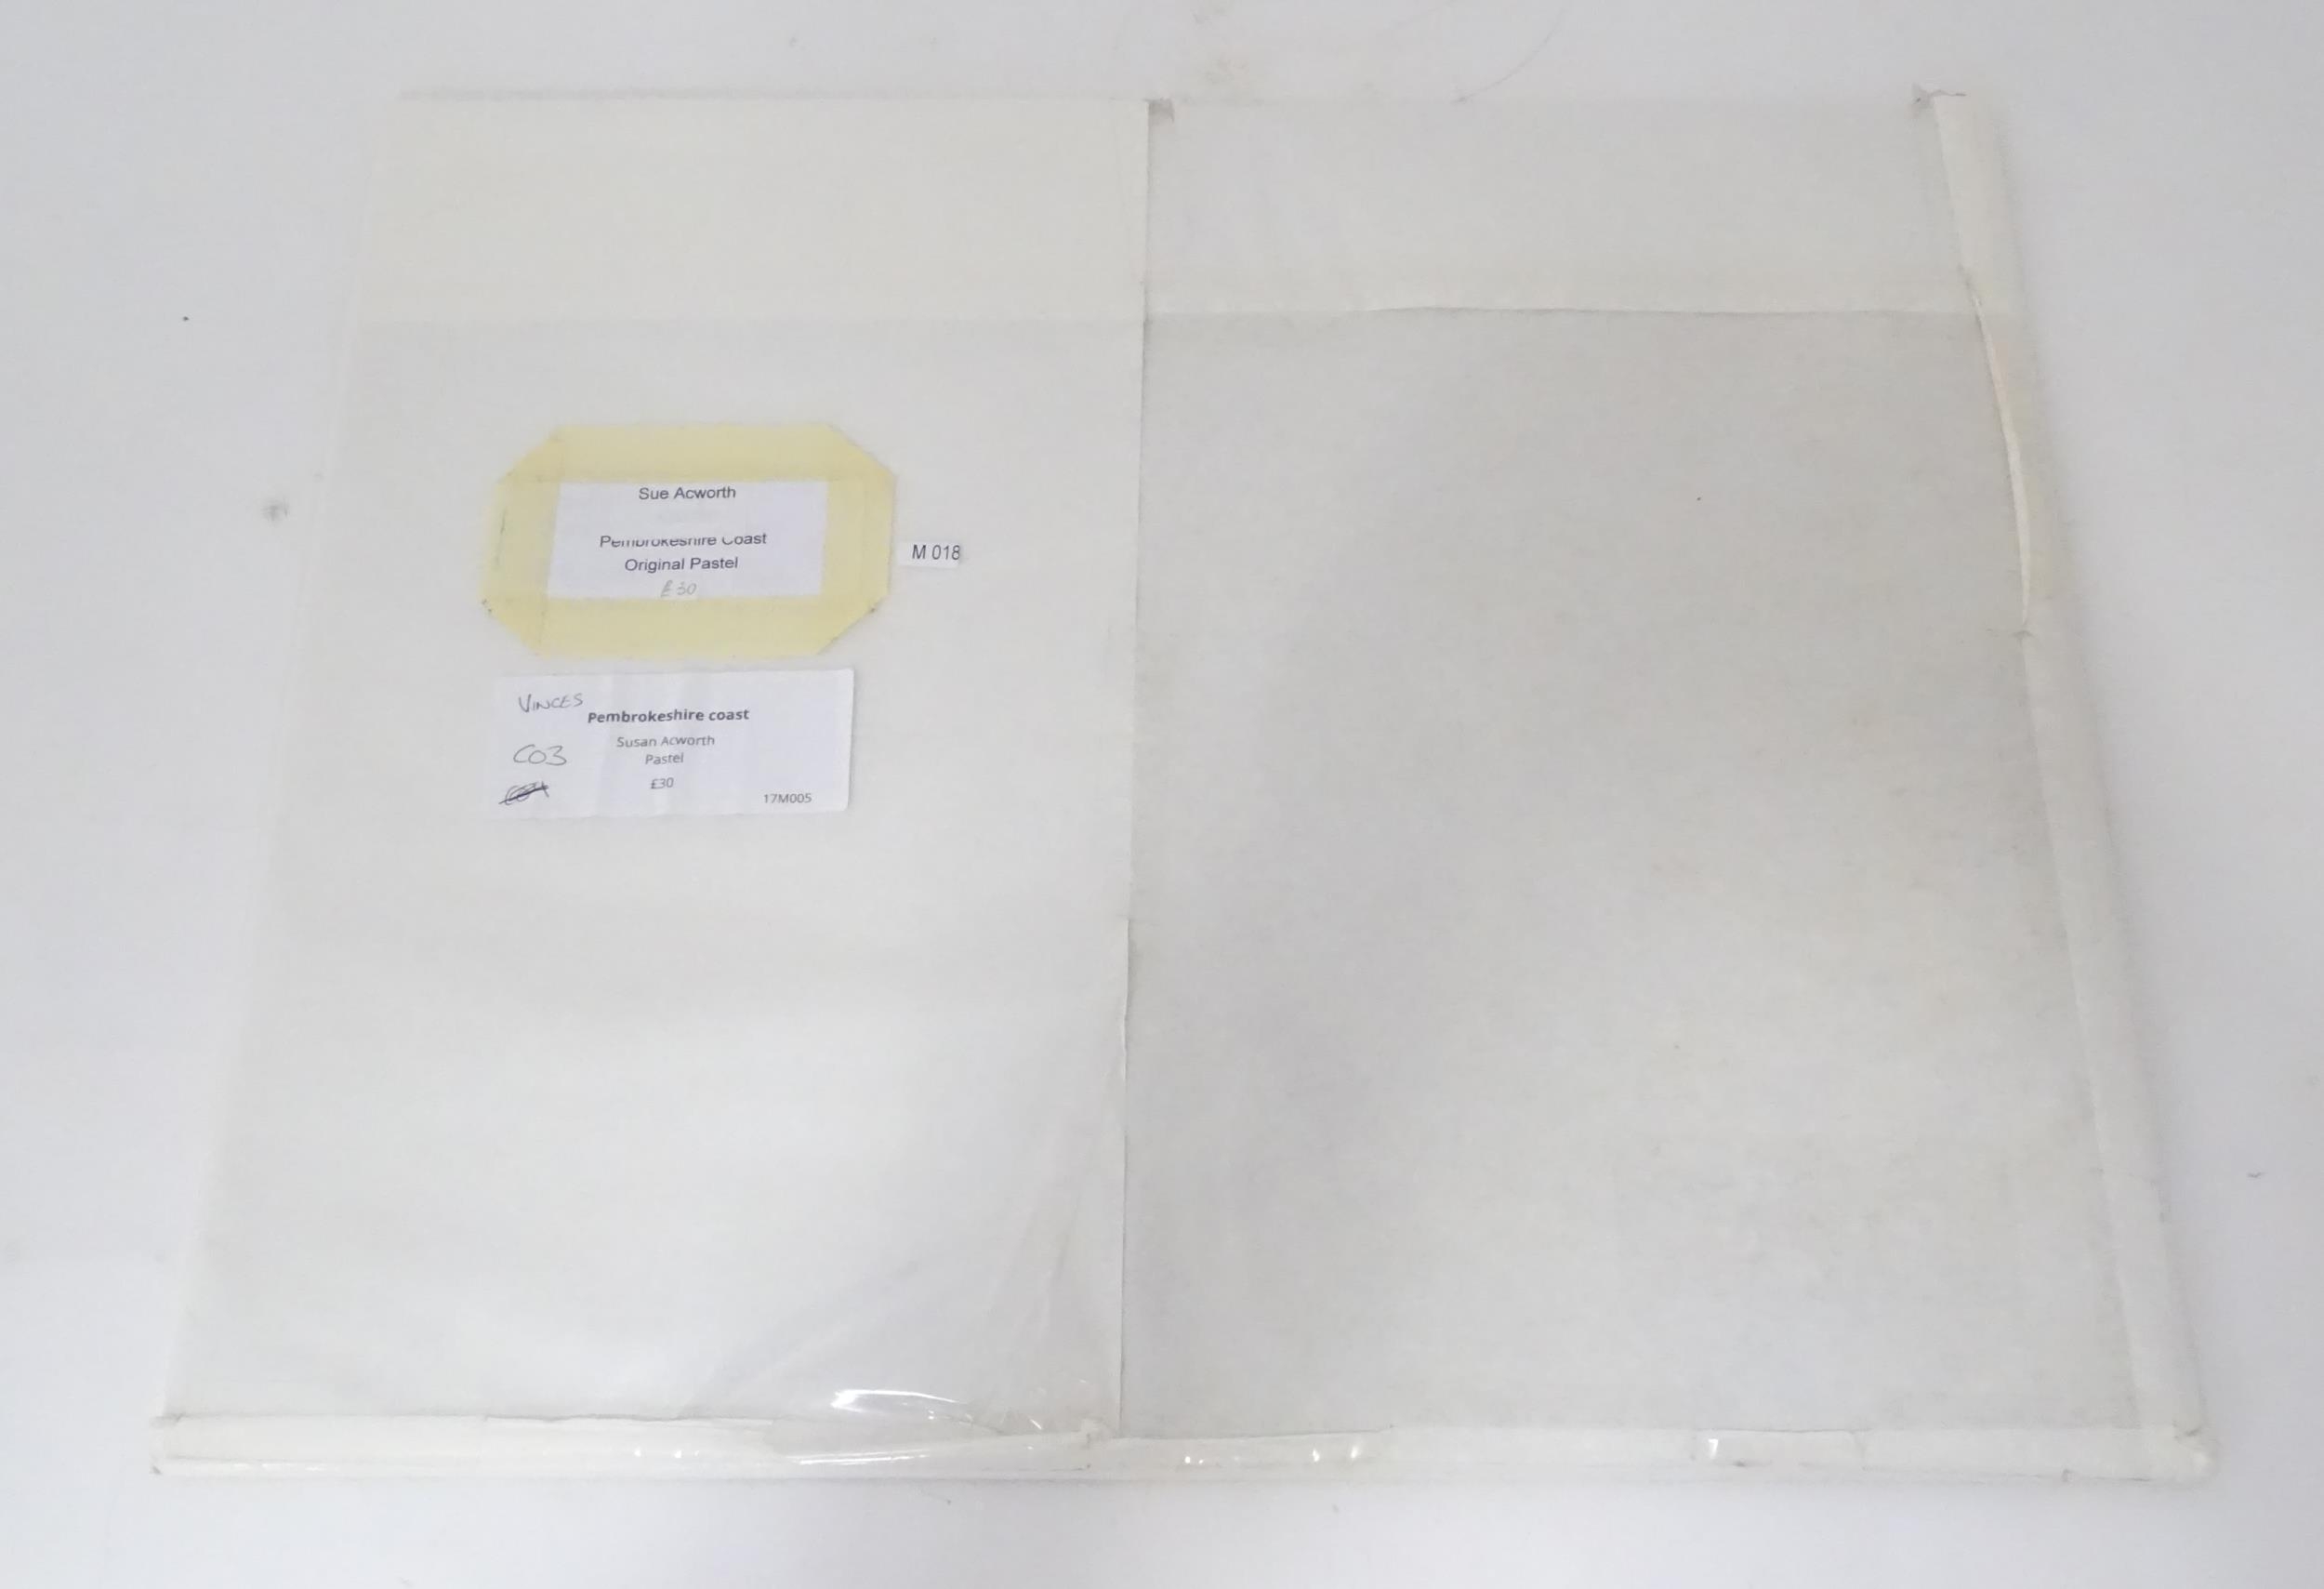 Sue Acworth
Pembrokeshire Coast
Original Pastel
£30
M 018
VINCES
Pembrokeshire coast
Susan Acworth
C03
Pastel
£30
17M005